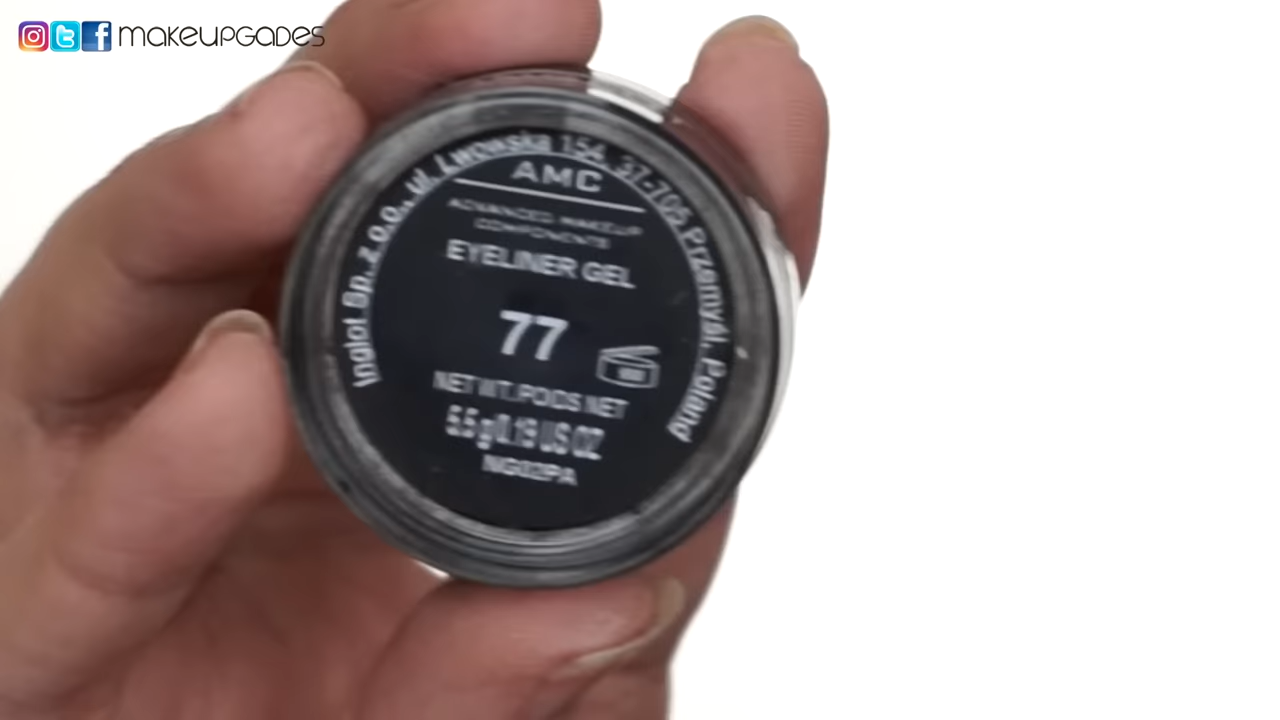 MAKEUPGADES
Inglot Sp. z o.o., ul. Lwowska 154, 37-705 Przemyśl, Poland
AMC
ADVANCED MAKEUP
COMPONENTS
EYELINER GEL
77
NET WT. POIDS NET
5.5 g 0.19 US OZ